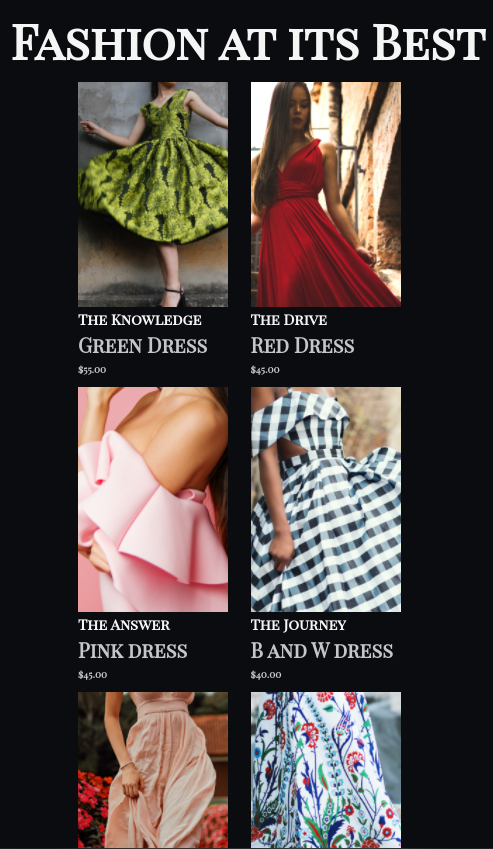 Fashion at its Best
The Knowledge
Green Dress
$55.00
The Drive
Red Dress
$45.00
The Answer
Pink dress
$45.00
The Journey
B and W dress
$40.00